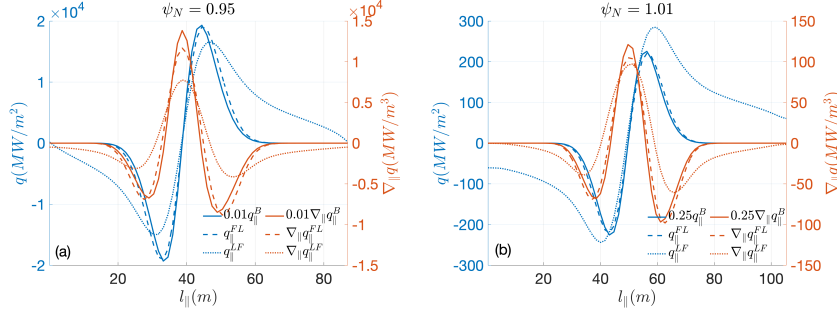 ψ_N = 0.95
×10^4
×10^4
2
1
0
-1
-2
q(MW/m^2)
1.5
1
0.5
0
-0.5
-1
-1.5
∇_∥q(MW/m^3)
0.01q_∥^B
0.01∇_∥q_∥^B
q_∥^FL
∇_∥q_∥^FL
q_∥^LF
∇_∥q_∥^LF
(a)
20 40 60 80
l_∥(m)
ψ_N = 1.01
300
200
100
0
-100
-200
-300
q(MW/m^2)
150
100
50
0
-50
-100
-150
∇_∥q(MW/m^3)
0.25q_∥^B
0.25∇_∥q_∥^B
q_∥^FL
∇_∥q_∥^FL
q_∥^LF
∇_∥q_∥^LF
(b)
20 40 60 80 100
l_∥(m)